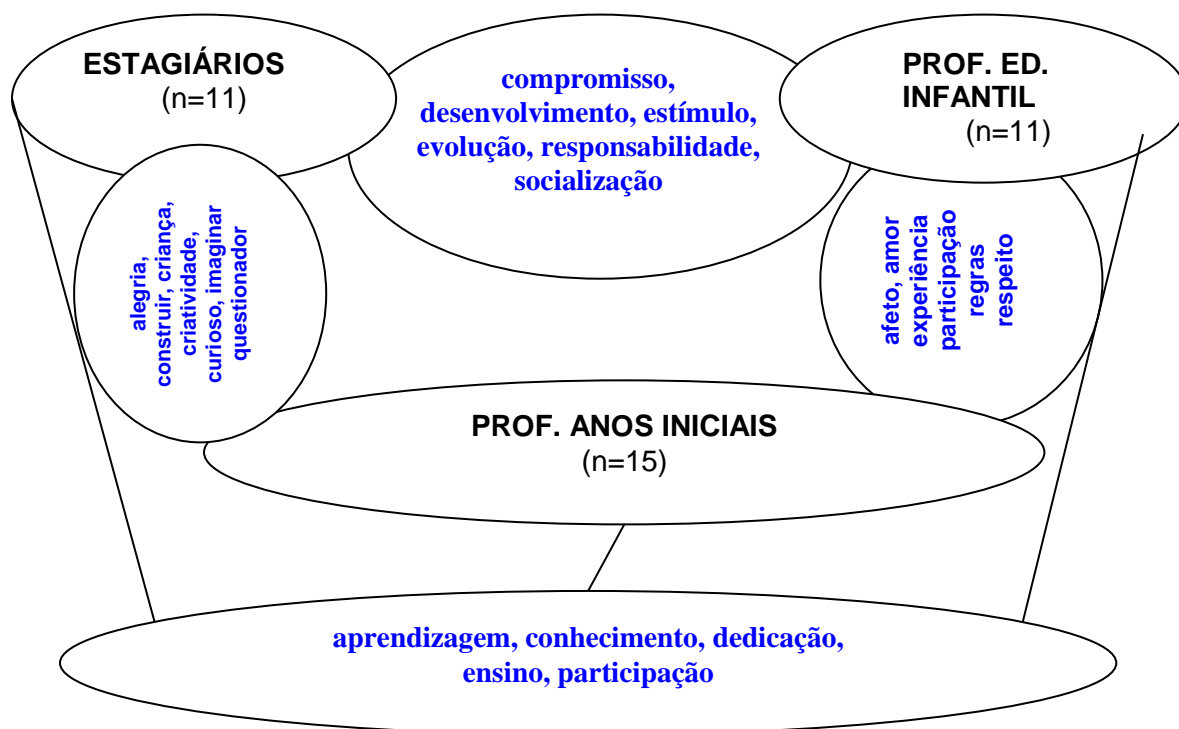 ESTAGIÁRIOS
(n=11)
compromisso,
desenvolvimento, estímulo,
evolução, responsabilidade,
socialização
PROF. ED.
INFANTIL
(n=11)
alegria,
construir, criança,
criatividade,
curioso, imaginar
questionador
afeto, amor
experiência
participação
regras
respeito
PROF. ANOS INICIAIS
(n=15)
aprendizagem, conhecimento, dedicação,
ensino, participação